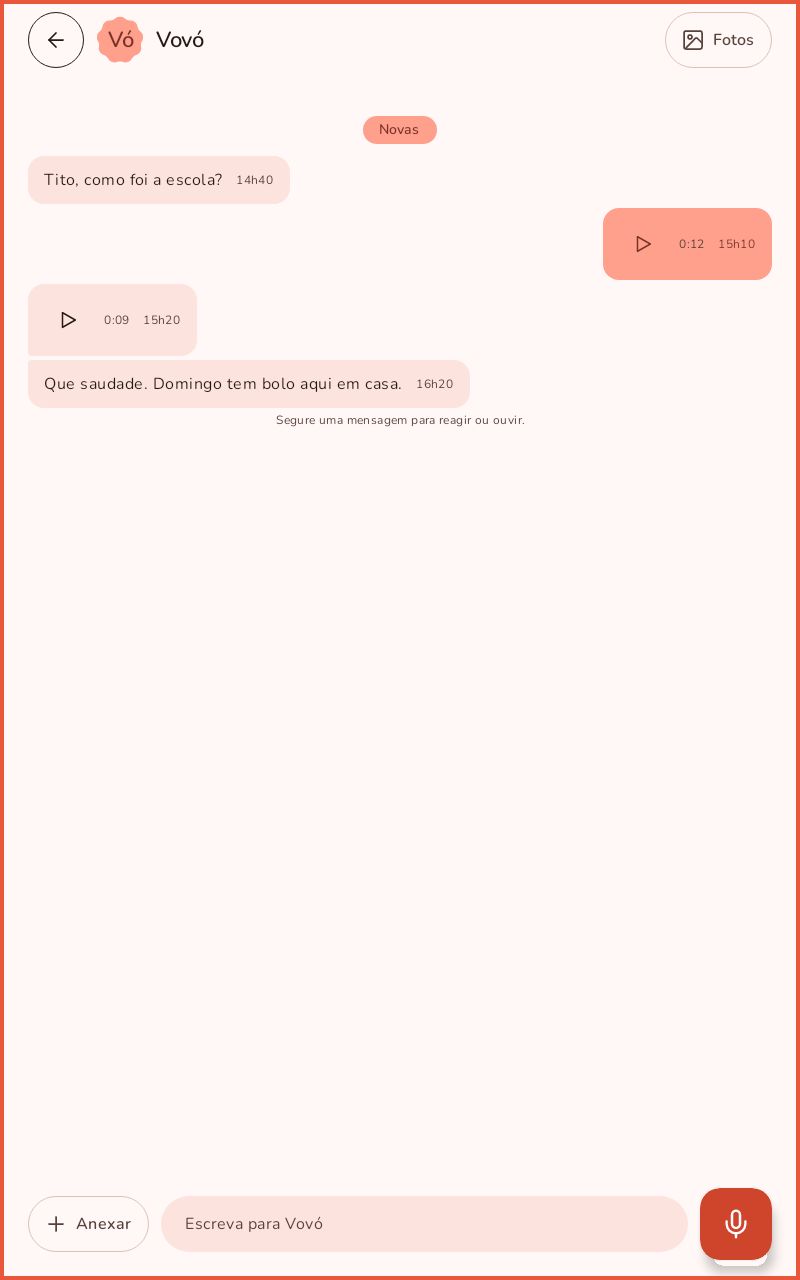 Vó Vovó
Fotos
Novas
Tito, como foi a escola? 14h40
0:12 15h10
0:09 15h20
Que saudade. Domingo tem bolo aqui em casa. 16h20
Segure uma mensagem para reagir ou ouvir.
Anexar
Escreva para Vovó